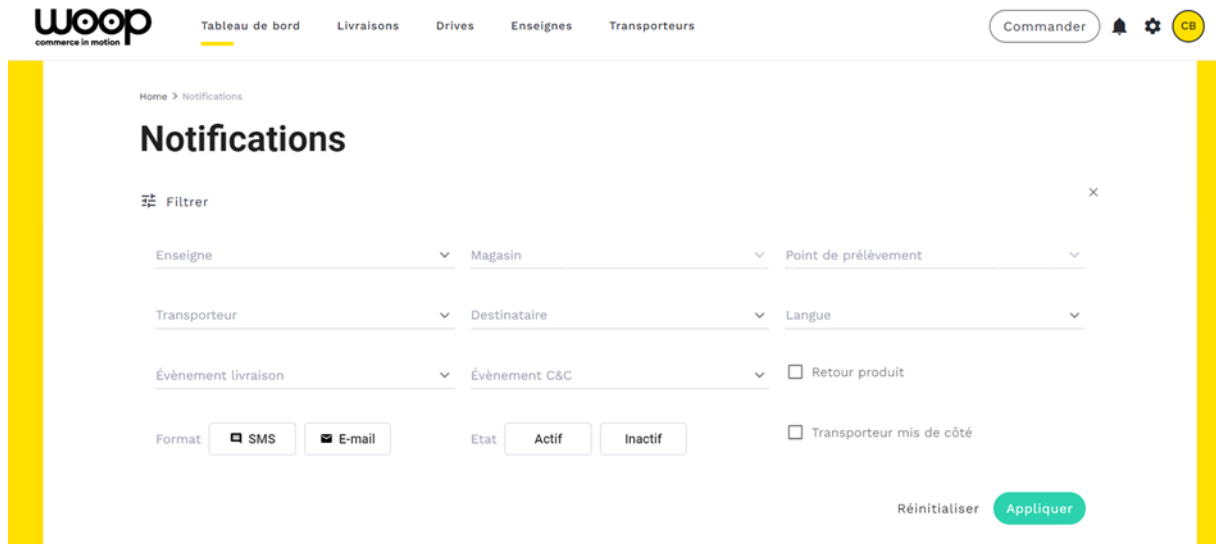 woop
commerce in motion
Tableau de bord Livraisons Drives Enseignes Transporteurs Commander CB
Home > Notifications
Notifications
Filtrer
Enseigne Magasin Point de prélèvement
Transporteur Destinataire Langue
Évènement livraison Évènement C&C Retour produit
Format SMS E-mail Etat Actif Inactif Transporteur mis de côté
Réinitialiser Appliquer